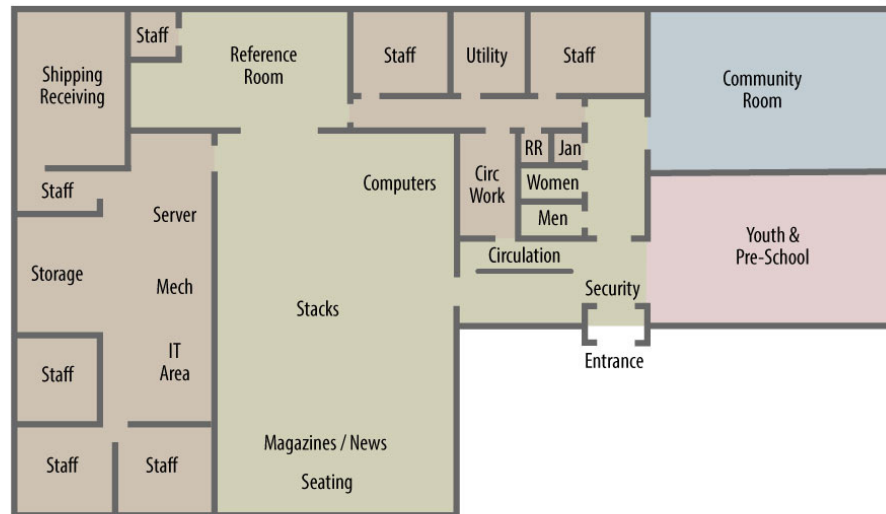 Staff
Reference
Room
Shipping
Receiving
Staff
Utility
Staff
Community
Room
RR
Jan
Computers
Circ
Work
Women
Men
Staff
Server
Youth &
Pre-School
Circulation
Storage
Mech
Stacks
Security
IT
Area
Entrance
Staff
Magazines / News
Seating
Staff
Staff